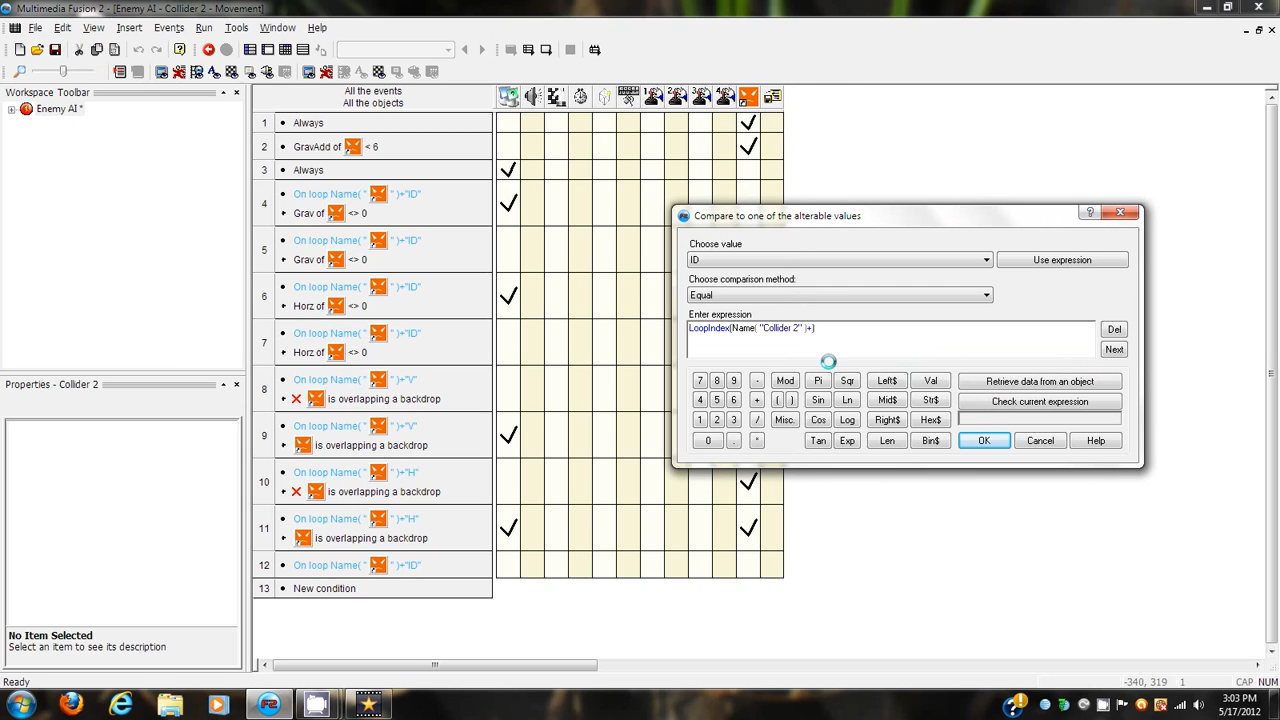 Multimedia Fusion 2 - [Enemy AI - Collider 2 - Movement]
File Edit View Insert Events Run Tools Window Help
Workspace Toolbar
Enemy AI *
All the events
All the objects
1 • Always
2 • GravAdd of < 6
3 • Always
4 • On loop Name( " " )+"ID"
Grav of <> 0
5 • On loop Name( " " )+"ID"
Grav of <> 0
6 • On loop Name( " " )+"ID"
Horz of <> 0
7 • On loop Name( " " )+"ID"
Horz of <> 0
8 • On loop Name( " " )+"V"
is overlapping a backdrop
9 • On loop Name( " " )+"V"
is overlapping a backdrop
10 • On loop Name( " " )+"H"
is overlapping a backdrop
11 • On loop Name( " " )+"H"
is overlapping a backdrop
12 • On loop Name( " " )+"ID"
13 • New condition
Compare to one of the alterable values
Choose value
ID
Use expression
Choose comparison method:
Equal
Enter expression
LoopIndex(Name( "Collider 2" )+)
Del
Next
7 8 9 - Mod Pi Sqr Left$ Val Retrieve data from an object
4 5 6 + ( ) Sin Ln Mid$ Str$ Check current expression
1 2 3 / Misc. Cos Log Right$ Hex$
0 . * Tan Exp Len Bin$ OK Cancel Help
Properties - Collider 2
No Item Selected
Select an item to see its description
Ready
-340, 319 1 CAP NUM
3:03 PM
5/17/2012